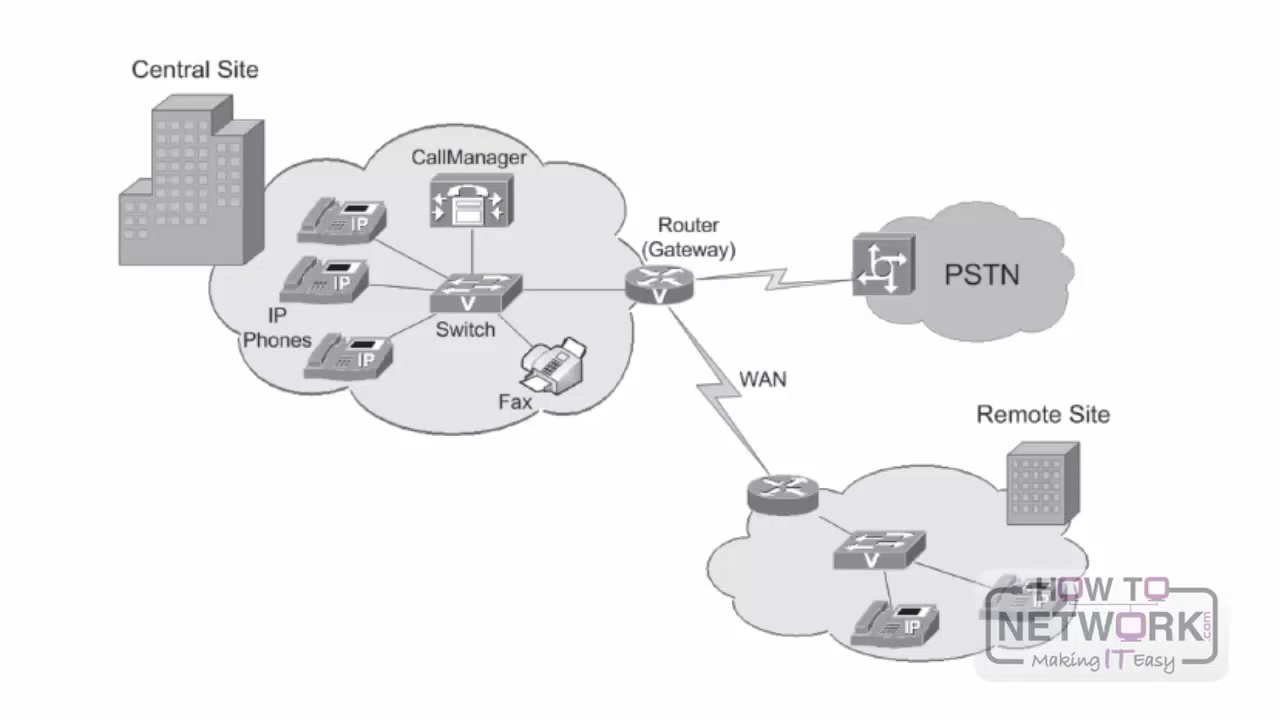 Central Site
CallManager
IP
IP
IP
Phones
IP
V
Switch
Fax
Router
(Gateway)
V
PSTN
WAN
Remote Site
V
IP
IP
HOW TO
NETWORK.com
Making IT Easy